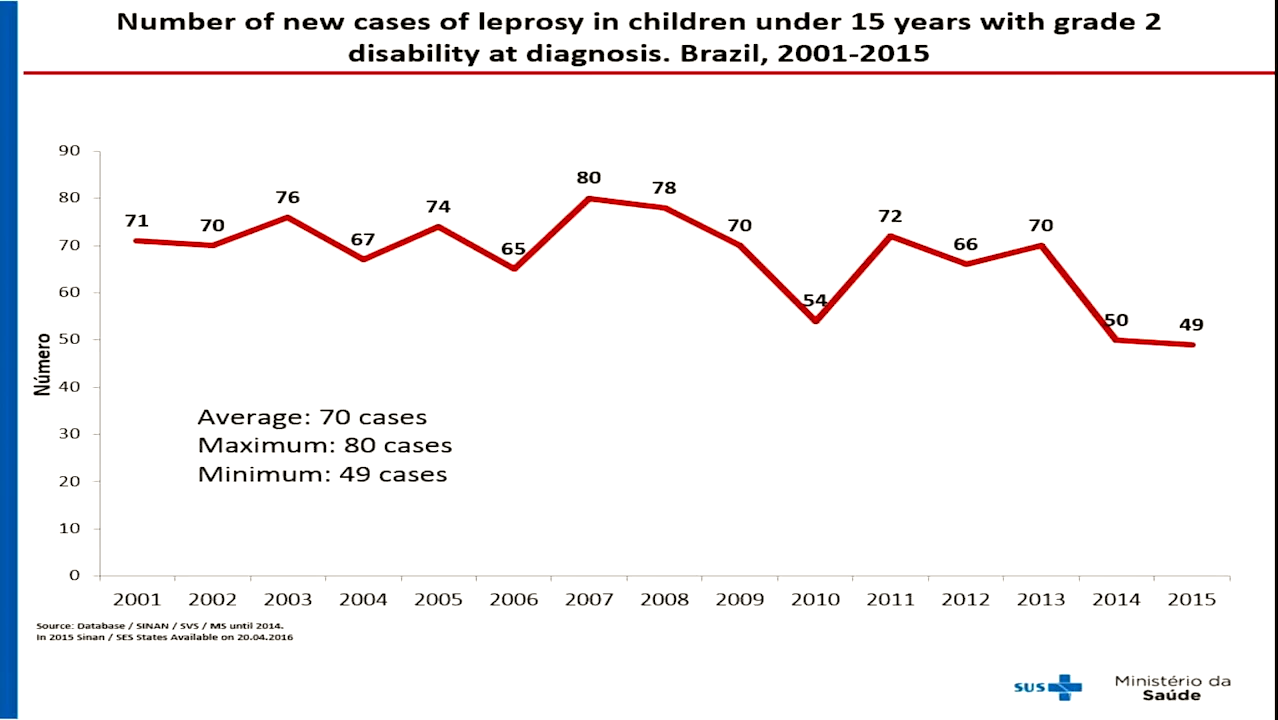 Number of new cases of leprosy in children under 15 years with grade 2
disability at diagnosis. Brazil, 2001-2015
90
80
70
60
50
40
30
20
10
0
Número
71
70
76
67
74
65
80
78
70
54
72
66
70
50
49
Average: 70 cases
Maximum: 80 cases
Minimum: 49 cases
2001 2002 2003 2004 2005 2006 2007 2008 2009 2010 2011 2012 2013 2014 2015
Source: Database / SINAN / SVS / MS until 2014.
In 2015 Sinan / SES States Available on 20.04.2016
SUS
Ministério da
Saúde